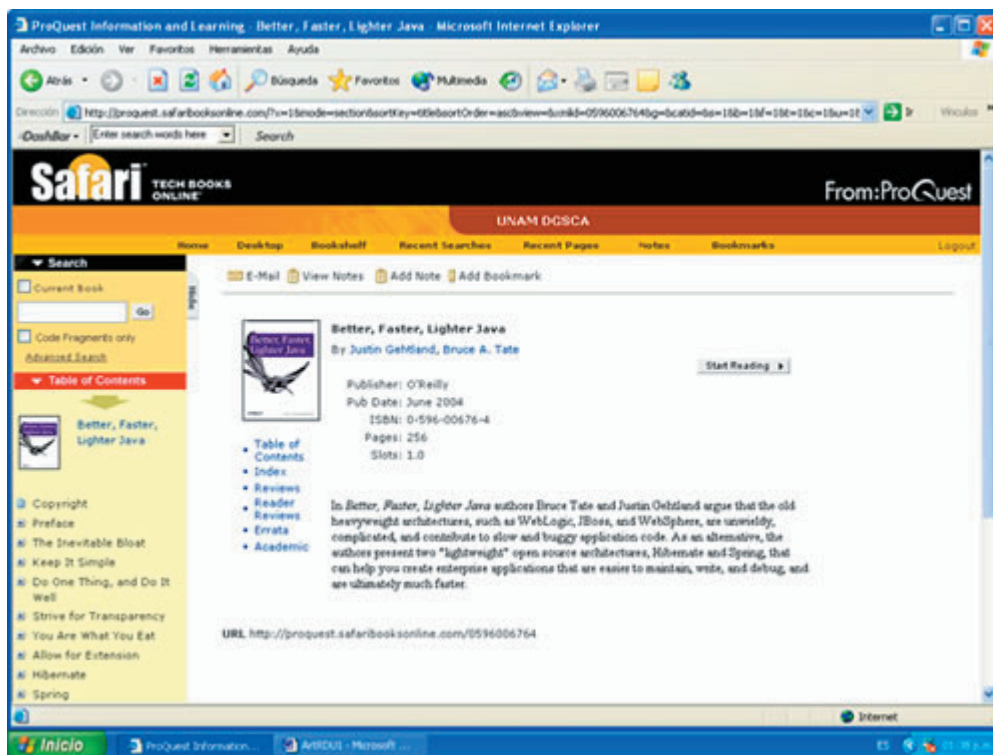 ProQuest Information and Learning - Better, Faster, Lighter Java - Microsoft Internet Explorer
Archivo Edición Ver Favoritos Herramientas Ayuda
Atrás Búsqueda Favoritos Multimedia
Dirección Ir Vínculos
DashBar Enter search words here Search
Safari TECH BOOKS ONLINE From:ProQuest
UNAM DGSCA
Home Desktop Bookshelf Recent Searches Recent Pages Notes Bookmarks Logout
Search
Current Book
Go
Code Fragments only
Advanced Search
Table of Contents
Better, Faster,
Lighter Java
Copyright
Preface
The Inevitable Bloat
Keep It Simple
Do One Thing, and Do It
Well
Strive for Transparency
You Are What You Eat
Allow for Extension
Hibernate
Spring
Hide
E-Mail View Notes Add Note Add Bookmark
Better, Faster,
Lighter Java
Better, Faster, Lighter Java
By Justin Gehtland, Bruce A. Tate
Start Reading
Publisher: O'Reilly
Pub Date: June 2004
ISBN: 0-596-00676-4
Pages: 256
Slots: 1.0
Table of
Contents
Index
Reviews
Reader
Reviews
Errata
Academic
In Better, Faster, Lighter Java authors Bruce Tate and Justin Gehtland argue that the old
heavyweight architectures, such as WebLogic, JBoss, and WebSphere, are unwieldy,
complicated, and contribute to slow and buggy application code. As an alternative, the
authors present two "lightweight" open source architectures, Hibernate and Spring, that
can help you create enterprise applications that are easier to maintain, write, and debug, and
are ultimately much faster.
URL http://proquest.safaribooksonline.com/0596006764
Internet
Inicio ProQuest Information... ArtRDU1 - Microsoft ... ES